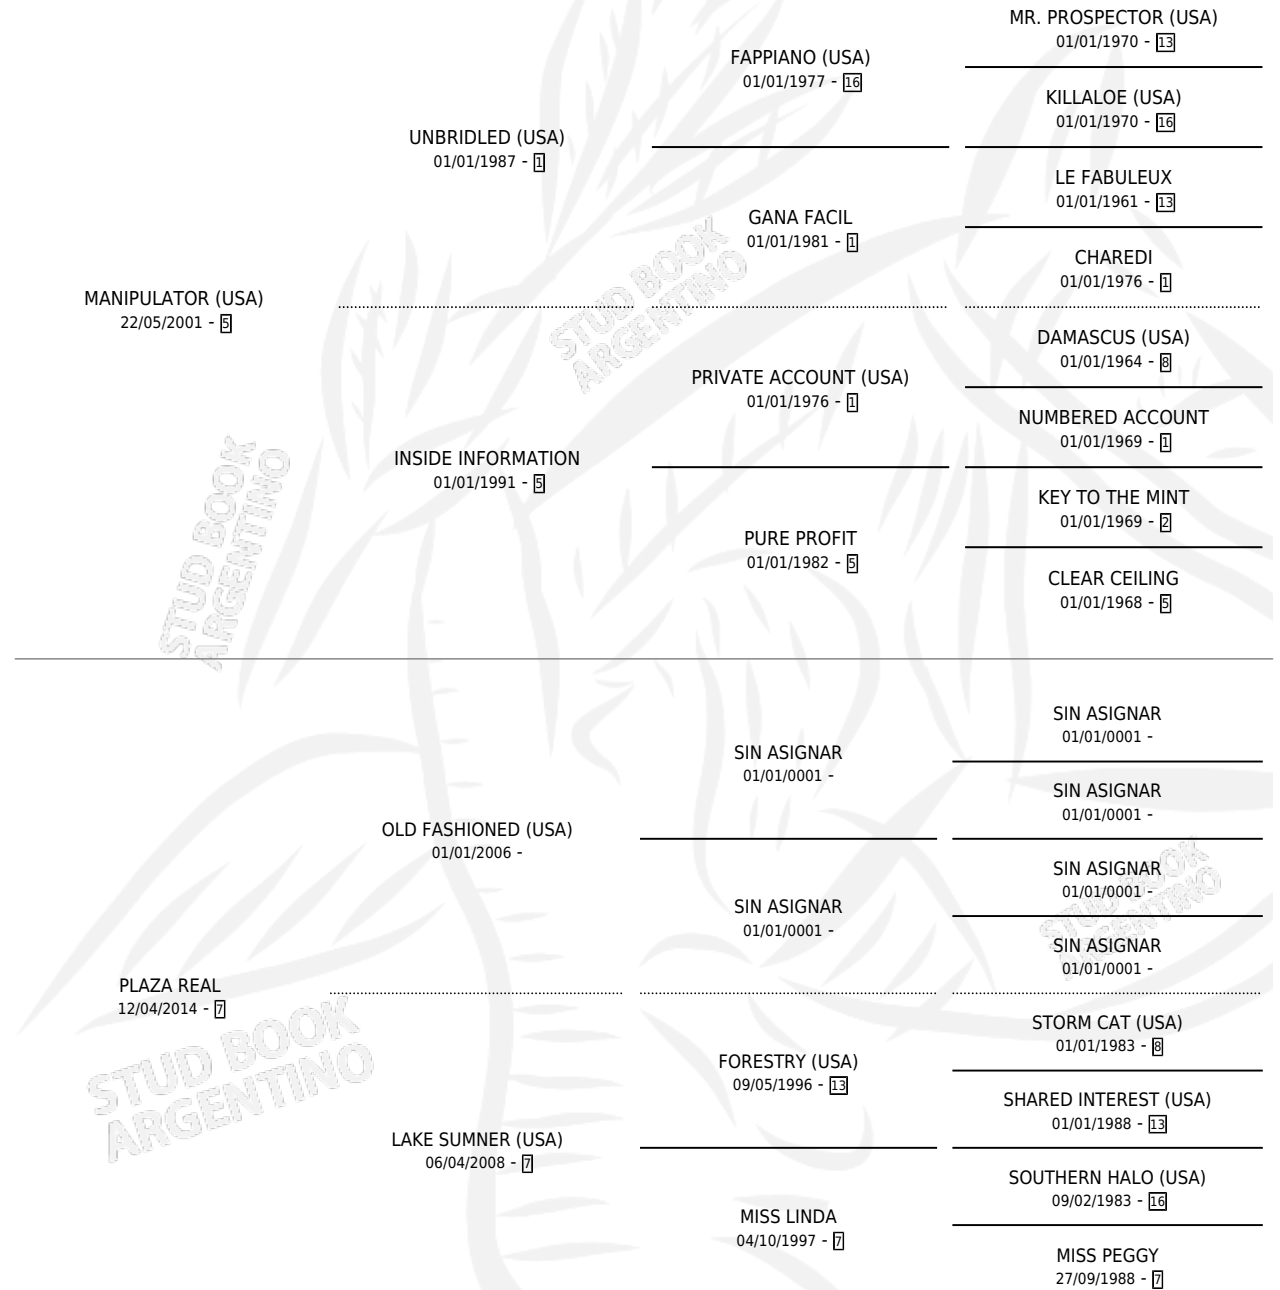 MR. PROSPECTOR (USA)
01/01/1970 - 13
FAPPIANO (USA)
01/01/1977 - 16
KILLALOE (USA)
01/01/1970 - 16
UNBRIDLED (USA)
01/01/1987 - 1
LE FABULEUX
01/01/1961 - 13
GANA FACIL
01/01/1981 - 1
CHAREDI
01/01/1976 - 1
MANIPULATOR (USA)
22/05/2001 - 5
STUD BOOK
ARGENTINO
DAMASCUS (USA)
01/01/1964 - 8
PRIVATE ACCOUNT (USA)
01/01/1976 - 1
NUMBERED ACCOUNT
01/01/1969 - 1
INSIDE INFORMATION
01/01/1991 - 5
KEY TO THE MINT
01/01/1969 - 2
PURE PROFIT
01/01/1982 - 5
CLEAR CEILING
01/01/1968 - 5
STUD BOOK
ARGENTINO
SIN ASIGNAR
01/01/0001 -
SIN ASIGNAR
01/01/0001 -
SIN ASIGNAR
01/01/0001 -
OLD FASHIONED (USA)
01/01/2006 -
SIN ASIGNAR
01/01/0001 -
SIN ASIGNAR
01/01/0001 -
SIN ASIGNAR
01/01/0001 -
STUD BOOK
ARGENTINO
PLAZA REAL
12/04/2014 - 7
STUD BOOK
ARGENTINO
STORM CAT (USA)
01/01/1983 - 8
FORESTRY (USA)
09/05/1996 - 13
SHARED INTEREST (USA)
01/01/1988 - 13
LAKE SUMNER (USA)
06/04/2008 - 7
SOUTHERN HALO (USA)
09/02/1983 - 16
MISS LINDA
04/10/1997 - 7
MISS PEGGY
27/09/1988 - 7